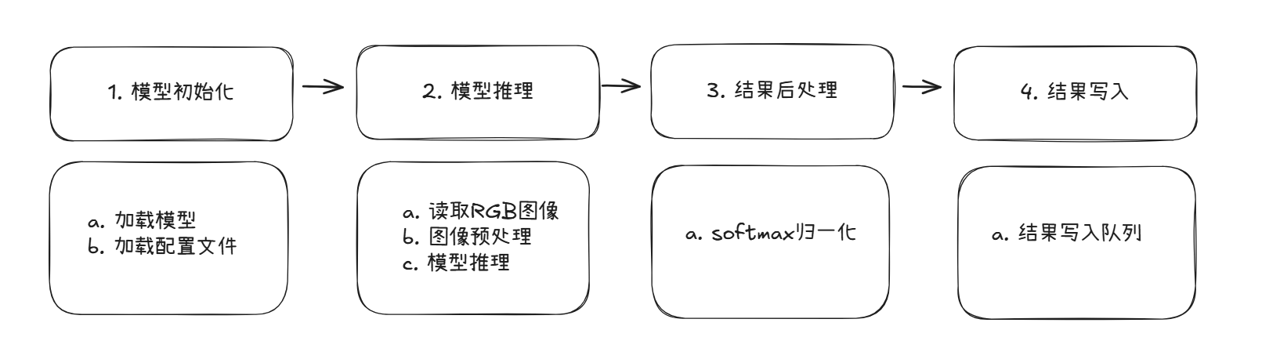 1. 模型初始化
2. 模型推理
3. 结果后处理
4. 结果写入
a. 加载模型
b. 加载配置文件
a. 读取RGB图像
b. 图像预处理
c. 模型推理
a. softmax归一化
a. 结果写入队列